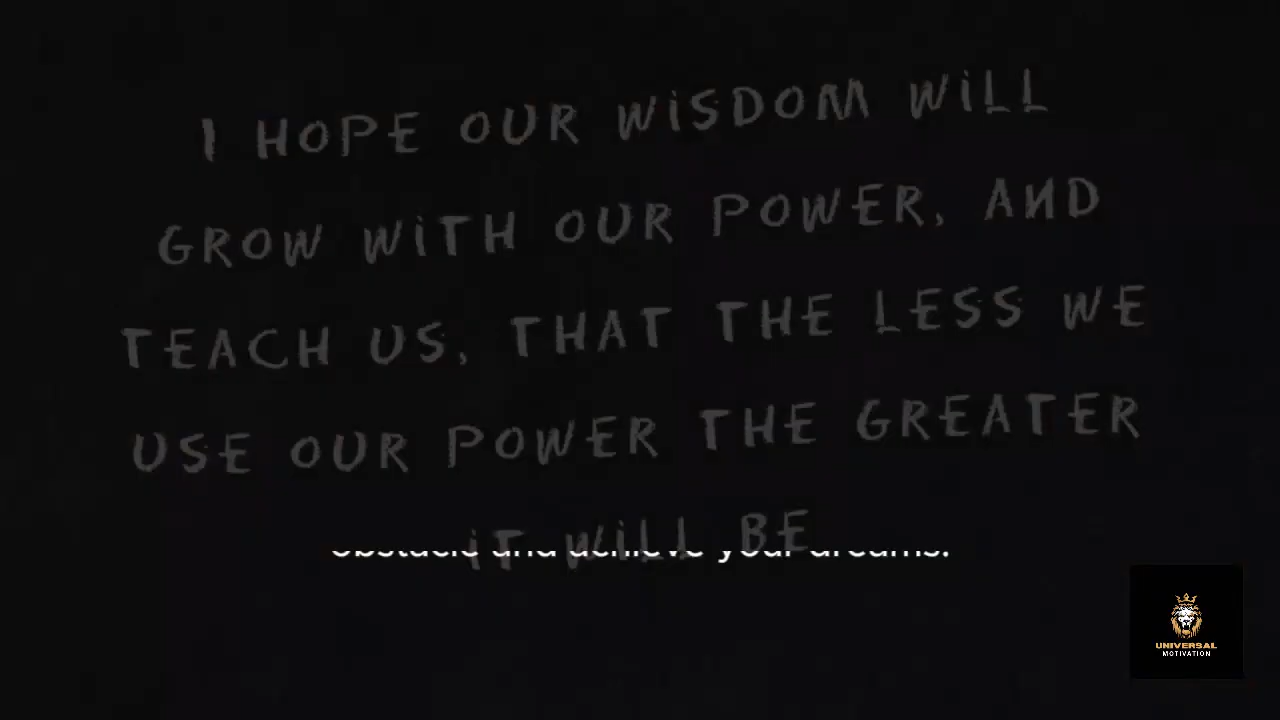 I HOPE OUR WISDOM WILL
GROW WITH OUR POWER, AND
TEACH US, THAT THE LESS WE
USE OUR POWER THE GREATER
IT WILL BE
obstacle and achieve your dreams.
UNIVERSAL
MOTIVATION